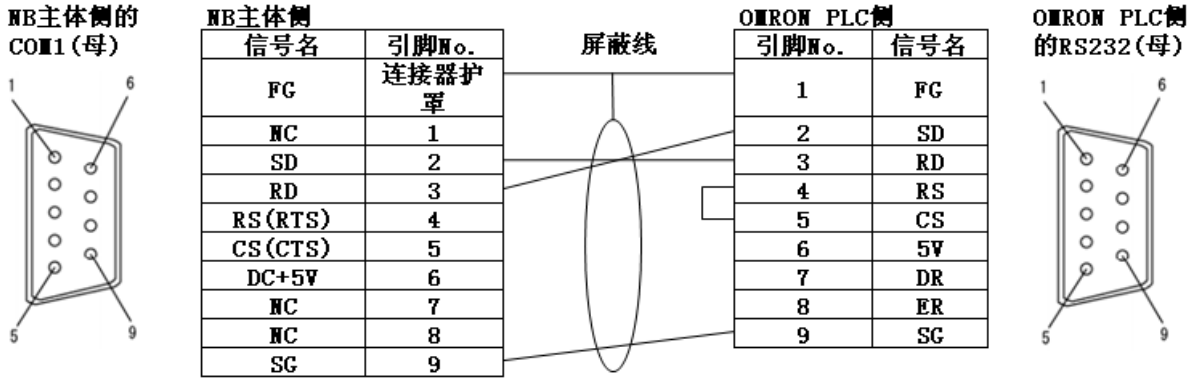 NB主体侧的
COM1(母)
1
6
5
9
NB主体侧
信号名 引脚No.
FG 连接器护
罩
NC 1
SD 2
RD 3
RS(RTS) 4
CS(CTS) 5
DC+5V 6
NC 7
NC 8
SG 9
屏蔽线
OMRON PLC侧
引脚No. 信号名
1 FG
2 SD
3 RD
4 RS
5 CS
6 5V
7 DR
8 ER
9 SG
OMRON PLC侧
的RS232(母)
1
6
5
9